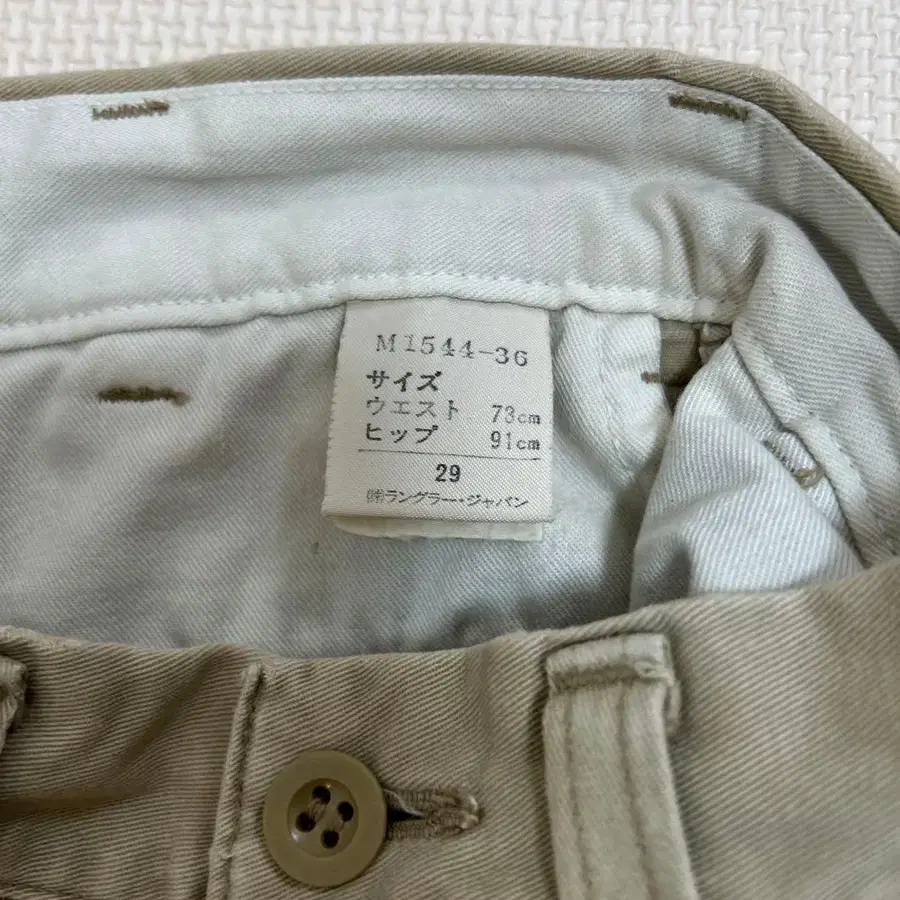 M1544-36
サイズ
ウエスト 73cm
ヒップ 91cm
29
㈱ラングラー・ジャパン